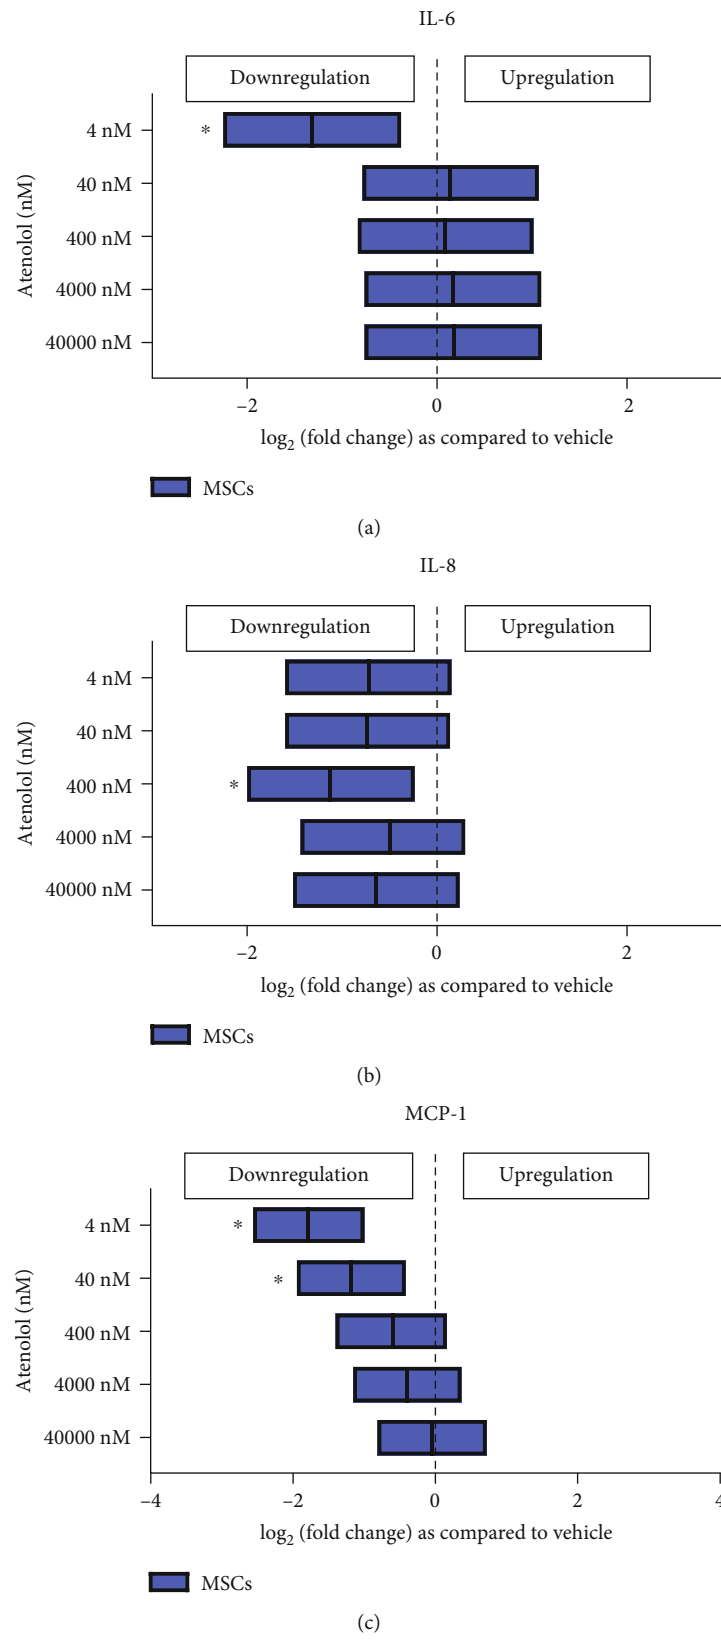 IL-6
Downregulation Upregulation
Atenolol (nM)
* 4 nM
40 nM
400 nM
4000 nM
40000 nM
–2 0 2
log₂ (fold change) as compared to vehicle
MSCs
(a)
IL-8
Downregulation Upregulation
Atenolol (nM)
4 nM
40 nM
400 nM *
4000 nM
40000 nM
–2 0 2
log₂ (fold change) as compared to vehicle
MSCs
(b)
MCP-1
Downregulation Upregulation
Atenolol (nM)
4 nM *
40 nM *
400 nM
4000 nM
40000 nM
–4 –2 0 2 4
log₂ (fold change) as compared to vehicle
MSCs
(c)